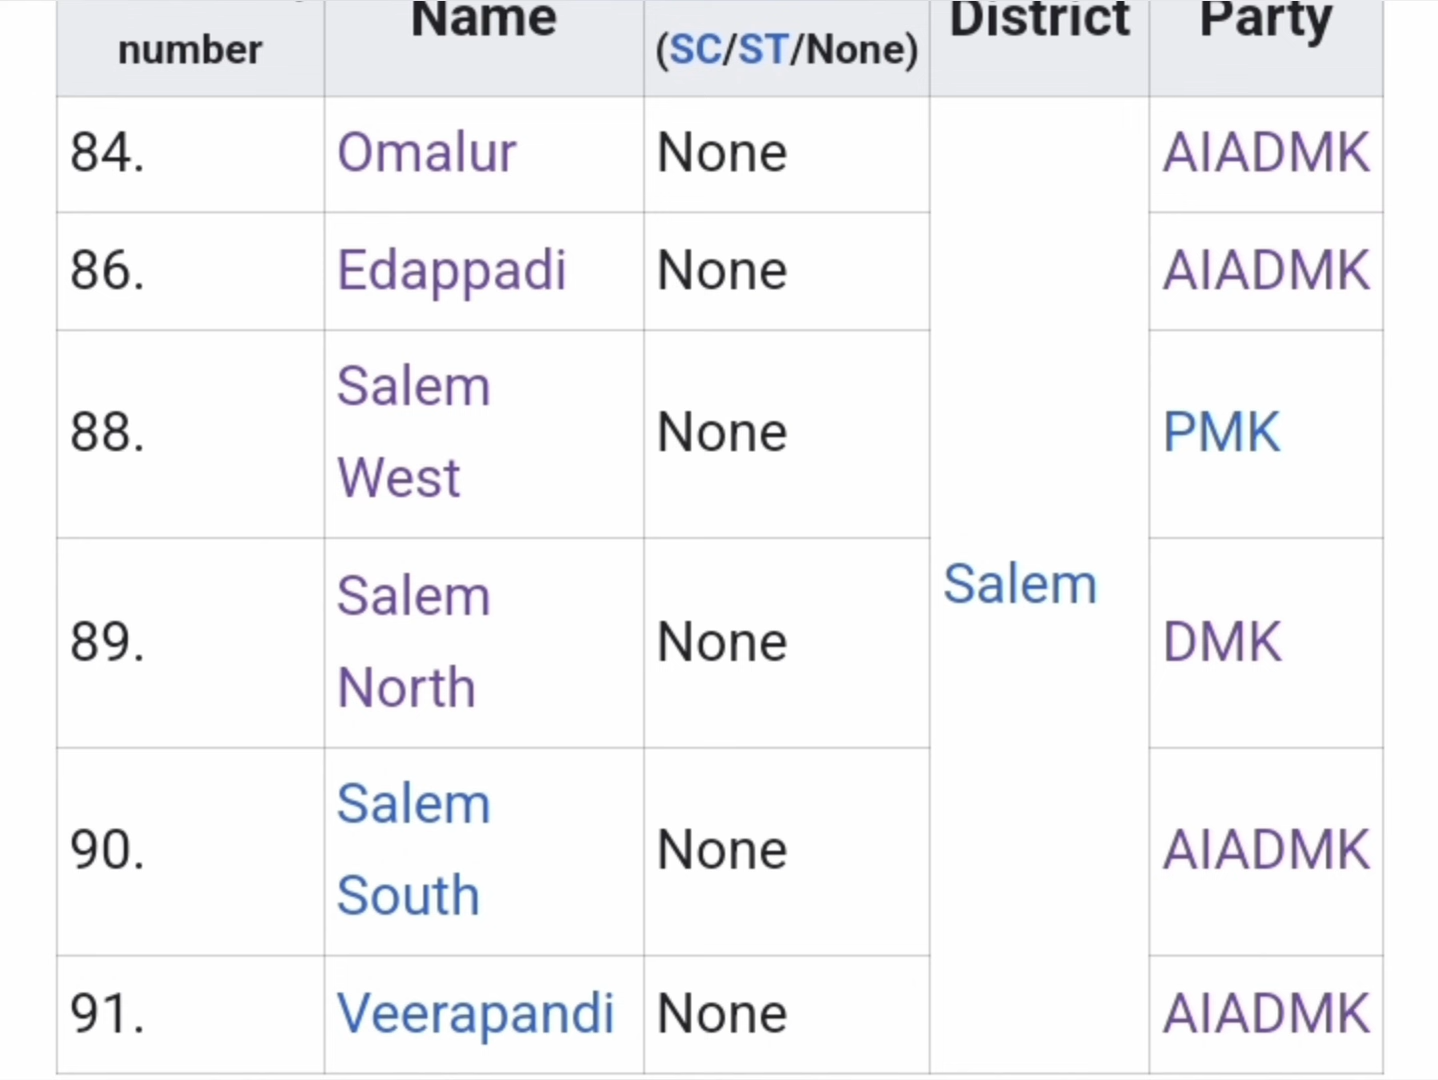 Name District Party
number (SC/ST/None)
84. Omalur None AIADMK
86. Edappadi None AIADMK
Salem
88. None PMK
West
Salem
Salem
89. None DMK
North
Salem
90. None AIADMK
South
91. Veerapandi None AIADMK